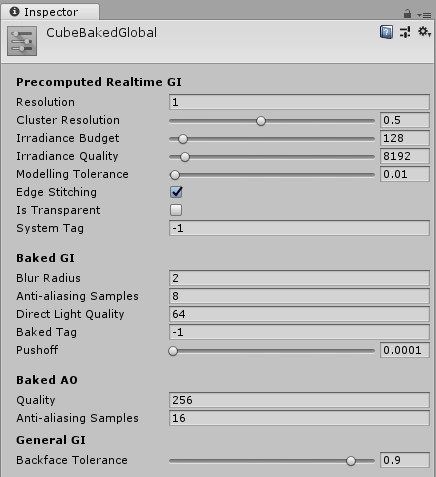 Inspector
CubeBakedGlobal
Precomputed Realtime GI
Resolution 1
Cluster Resolution 0.5
Irradiance Budget 128
Irradiance Quality 8192
Modelling Tolerance 0.01
Edge Stitching
Is Transparent
System Tag -1
Baked GI
Blur Radius 2
Anti-aliasing Samples 8
Direct Light Quality 64
Baked Tag -1
Pushoff 0.0001
Baked AO
Quality 256
Anti-aliasing Samples 16
General GI
Backface Tolerance 0.9